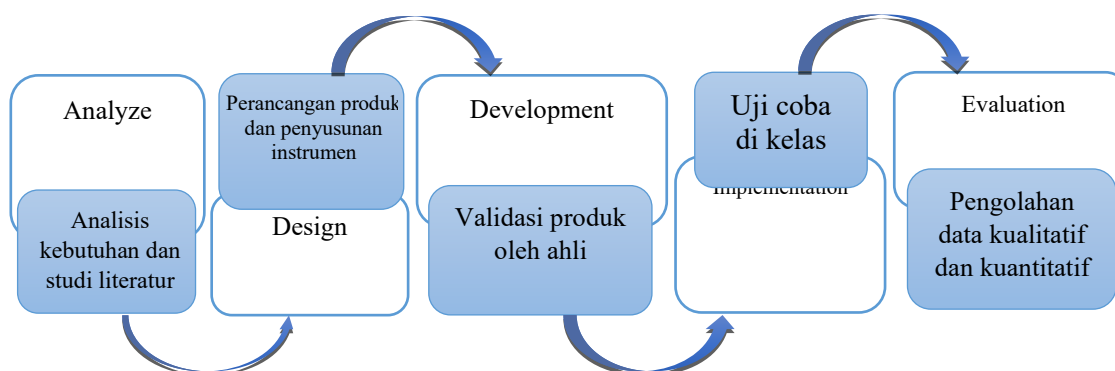 Analyze
Analisis
kebutuhan dan
studi literatur
Perancangan produk
dan penyusunan
instrumen
Design
Development
Validasi produk
oleh ahli
Uji coba
di kelas
Implementation
Evaluation
Pengolahan
data kualitatif
dan kuantitatif